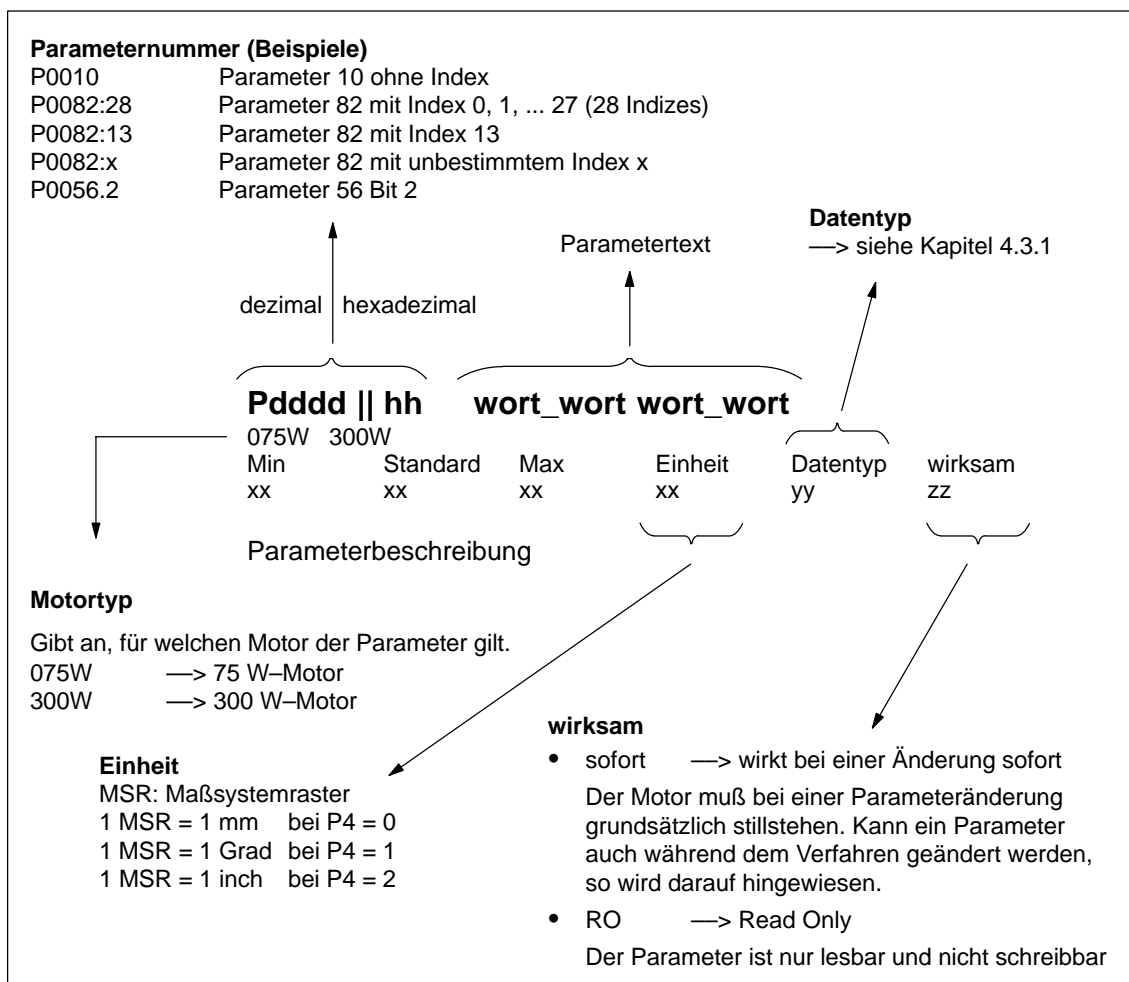 Parameternummer (Beispiele)
P0010 Parameter 10 ohne Index
P0082:28 Parameter 82 mit Index 0, 1, ... 27 (28 Indizes)
P0082:13 Parameter 82 mit Index 13
P0082:x Parameter 82 mit unbestimmtem Index x
P0056.2 Parameter 56 Bit 2
Datentyp
—> siehe Kapitel 4.3.1
Parametertext
dezimal hexadezimal
Pdddd || hh wort_wort wort_wort
075W 300W
Min Standard Max Einheit Datentyp wirksam
xx xx xx xx yy zz
Parameterbeschreibung
Motortyp
Gibt an, für welchen Motor der Parameter gilt.
075W —> 75 W–Motor
300W —> 300 W–Motor
Einheit
MSR: Maßsystemraster
1 MSR = 1 mm bei P4 = 0
1 MSR = 1 Grad bei P4 = 1
1 MSR = 1 inch bei P4 = 2
wirksam
• sofort —> wirkt bei einer Änderung sofort
Der Motor muß bei einer Parameteränderung
grundsätzlich stillstehen. Kann ein Parameter
auch während dem Verfahren geändert werden,
so wird darauf hingewiesen.
• RO —> Read Only
Der Parameter ist nur lesbar und nicht schreibbar